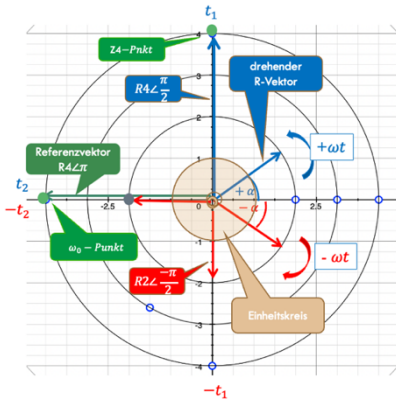 t₁
Z4–Pnkt
R4∠π/2
drehender
R-Vektor
Referenzvektor
R4∠π
+ωt
t₂
–t₂
+α
–α
-2.5
0
2.5
4
3
2
1
-1
-2
-3
-4
ω₀ – Punkt
R2∠–π/2
- ωt
Einheitskreis
–t₁